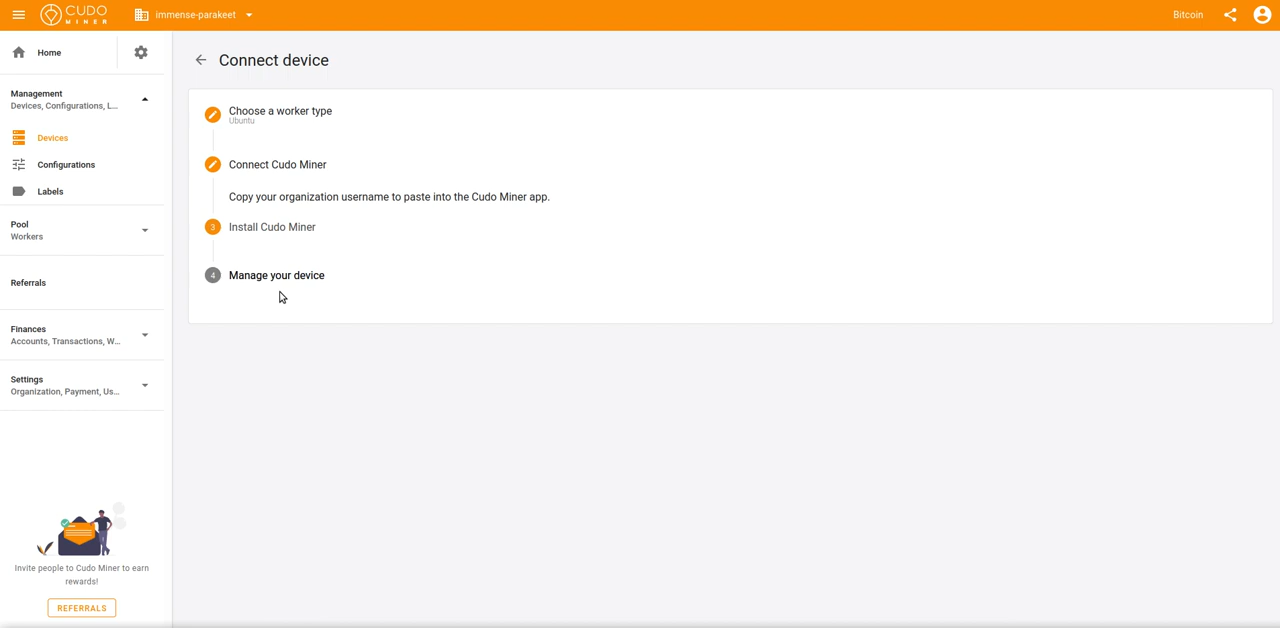 CUDO
MINER
immense-parakeet
Bitcoin
Home
Connect device
Management
Devices, Configurations, L...
Choose a worker type
Ubuntu
Devices
Configurations
Connect Cudo Miner
Labels
Copy your organization username to paste into the Cudo Miner app.
Pool
Workers
3
Install Cudo Miner
4
Manage your device
Referrals
Finances
Accounts, Transactions, W...
Settings
Organization, Payment, Us...
Invite people to Cudo Miner to earn
rewards!
REFERRALS